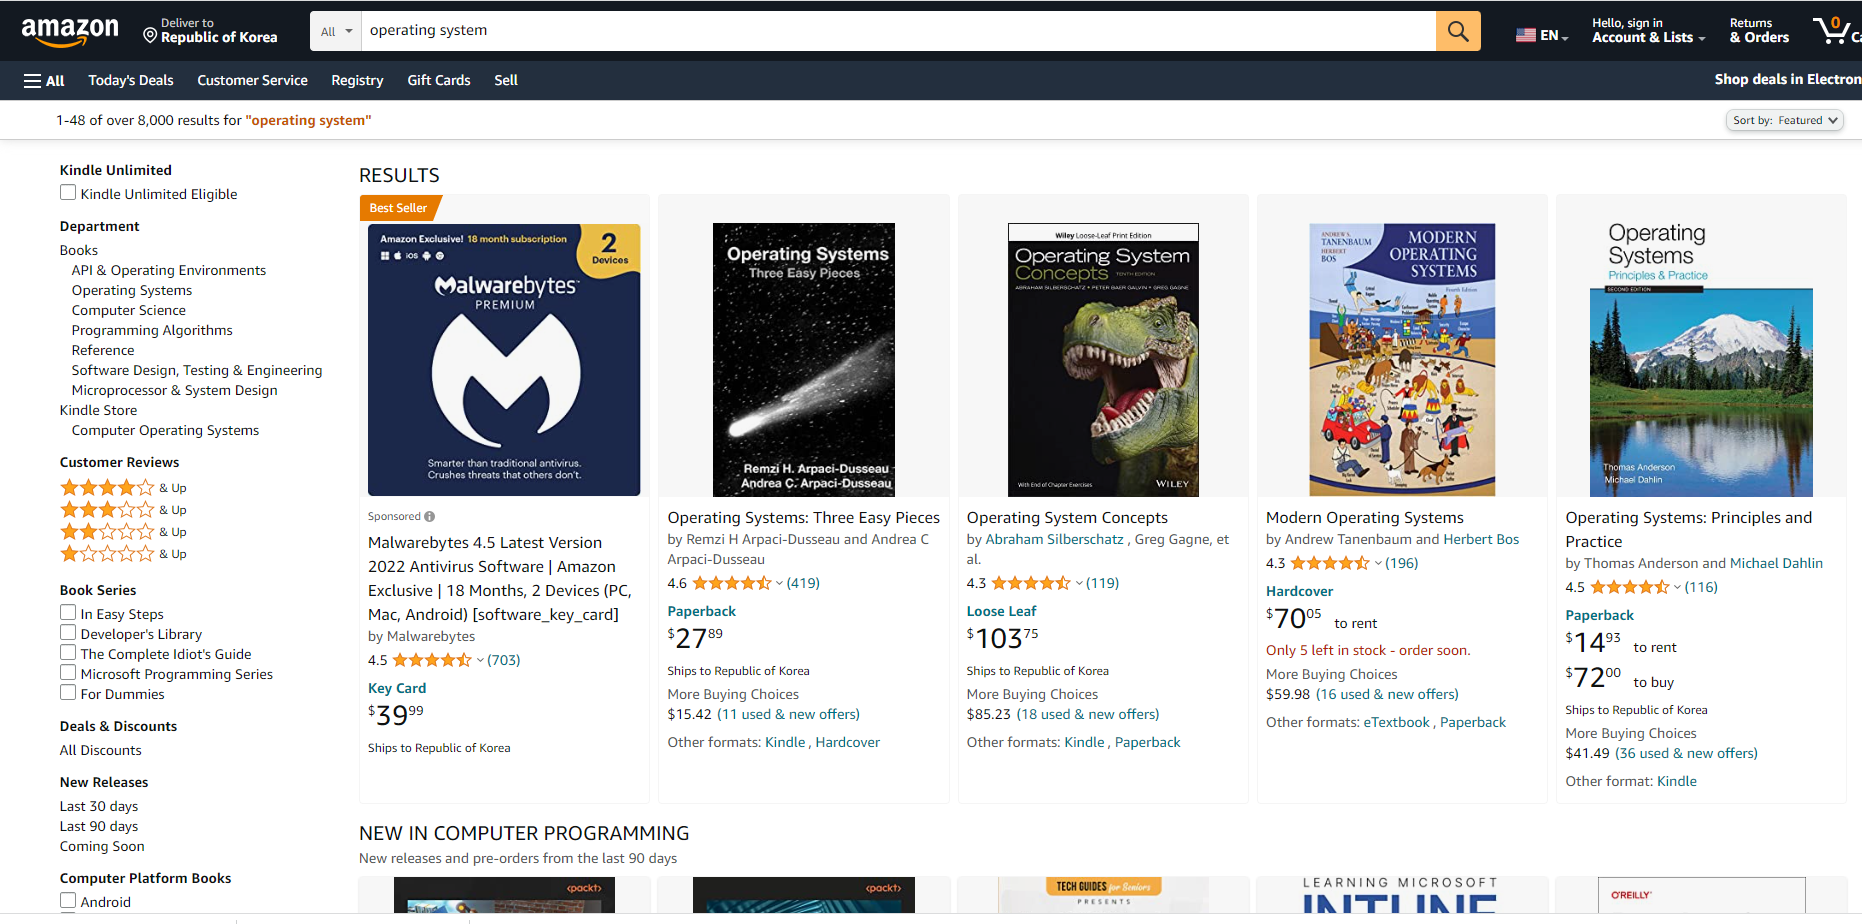 amazon
Deliver to
Republic of Korea
All
operating system
EN
Hello, sign in
Account & Lists
Returns
& Orders
0
All
Today's Deals
Customer Service
Registry
Gift Cards
Sell
Shop deals in Electron
1-48 of over 8,000 results for "operating system"
Sort by: Featured
Kindle Unlimited
Kindle Unlimited Eligible
Department
Books
API & Operating Environments
Operating Systems
Computer Science
Programming Algorithms
Reference
Software Design, Testing & Engineering
Microprocessor & System Design
Kindle Store
Computer Operating Systems
Customer Reviews
& Up
& Up
& Up
& Up
Book Series
In Easy Steps
Developer's Library
The Complete Idiot's Guide
Microsoft Programming Series
For Dummies
Deals & Discounts
All Discounts
New Releases
Last 30 days
Last 90 days
Coming Soon
Computer Platform Books
Android
RESULTS
Best Seller
Amazon Exclusive! 18 month subscription
iOS
2
Devices
Malwarebytes
PREMIUM
Smarter than traditional antivirus.
Crushes threats that others don't.
Sponsored
Malwarebytes 4.5 Latest Version
2022 Antivirus Software | Amazon
Exclusive | 18 Months, 2 Devices (PC,
Mac, Android) [software_key_card]
by Malwarebytes
4.5 (703)
Key Card
$39 99
Ships to Republic of Korea
Operating Systems
Three Easy Pieces
Remzi H. Arpaci-Dusseau
Andrea C. Arpaci-Dusseau
Operating Systems: Three Easy Pieces
by Remzi H Arpaci-Dusseau and Andrea C
Arpaci-Dusseau
4.6 (419)
Paperback
$27 89
Ships to Republic of Korea
More Buying Choices
$15.42 (11 used & new offers)
Other formats: Kindle , Hardcover
Wiley Loose-Leaf Print Edition
Operating System
Concepts TENTH EDITION
ABRAHAM SILBERSCHATZ • PETER BAER GALVIN • GREG GAGNE
With End of Chapter Exercises
WILEY
Operating System Concepts
by Abraham Silberschatz , Greg Gagne, et
al.
4.3 (119)
Loose Leaf
$103 75
Ships to Republic of Korea
More Buying Choices
$85.23 (18 used & new offers)
Other formats: Kindle , Paperback
ANDREW S.
TANENBAUM
HERBERT
BOS
MODERN
OPERATING
SYSTEMS
Fourth Edition
Modern Operating Systems
by Andrew Tanenbaum and Herbert Bos
4.3 (196)
Hardcover
$70 05 to rent
Only 5 left in stock - order soon.
More Buying Choices
$59.98 (16 used & new offers)
Other formats: eTextbook , Paperback
Operating
Systems
Principles & Practice
SECOND EDITION
Thomas Anderson
Michael Dahlin
Operating Systems: Principles and
Practice
by Thomas Anderson and Michael Dahlin
4.5 (116)
Paperback
$14 93 to rent
$72 00 to buy
Ships to Republic of Korea
More Buying Choices
$41.49 (36 used & new offers)
Other format: Kindle
NEW IN COMPUTER PROGRAMMING
New releases and pre-orders from the last 90 days
<packt>
<packt>
TECH GUIDES for Seniors
PRESENTS
LEARNING MICROSOFT
INTUNE
O'REILLY